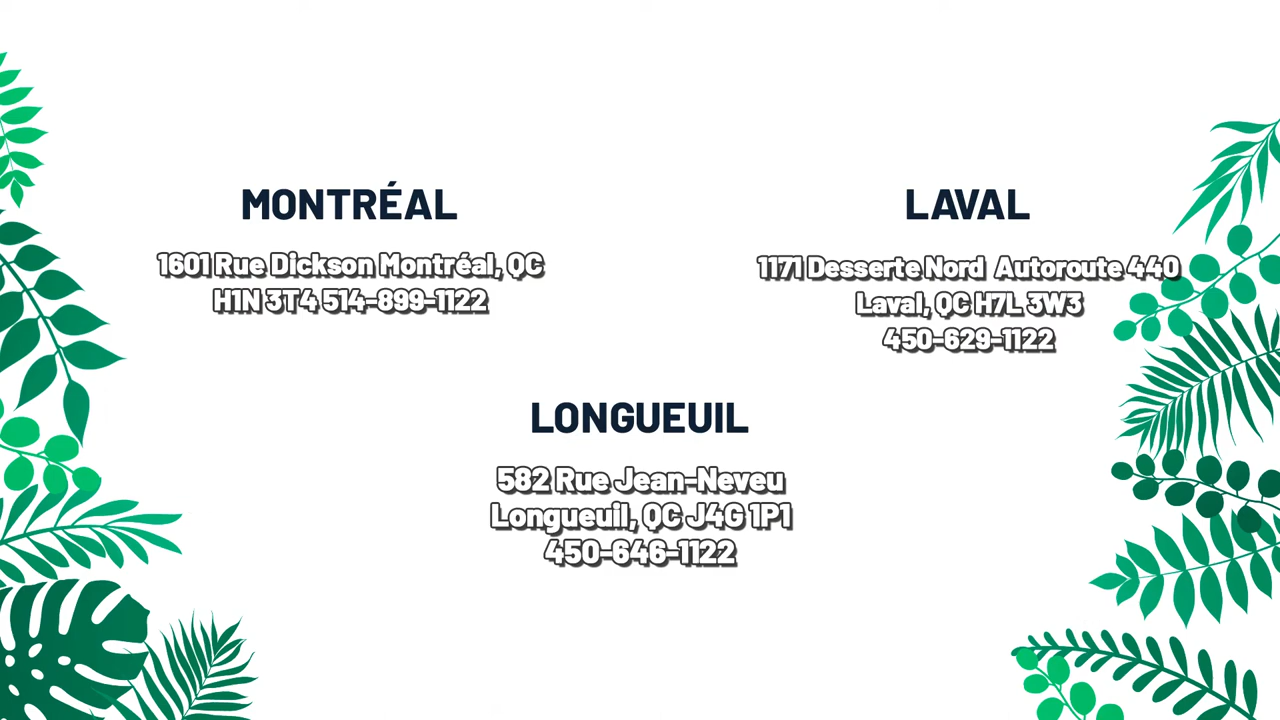 MONTRÉAL
1601 Rue Dickson Montréal, QC
H1N 3T4 514-899-1122
LAVAL
1171 Desserte Nord  Autoroute 440
Laval, QC H7L 3W3
450-629-1122
LONGUEUIL
582 Rue Jean-Neveu
Longueuil, QC J4G 1P1
450-646-1122